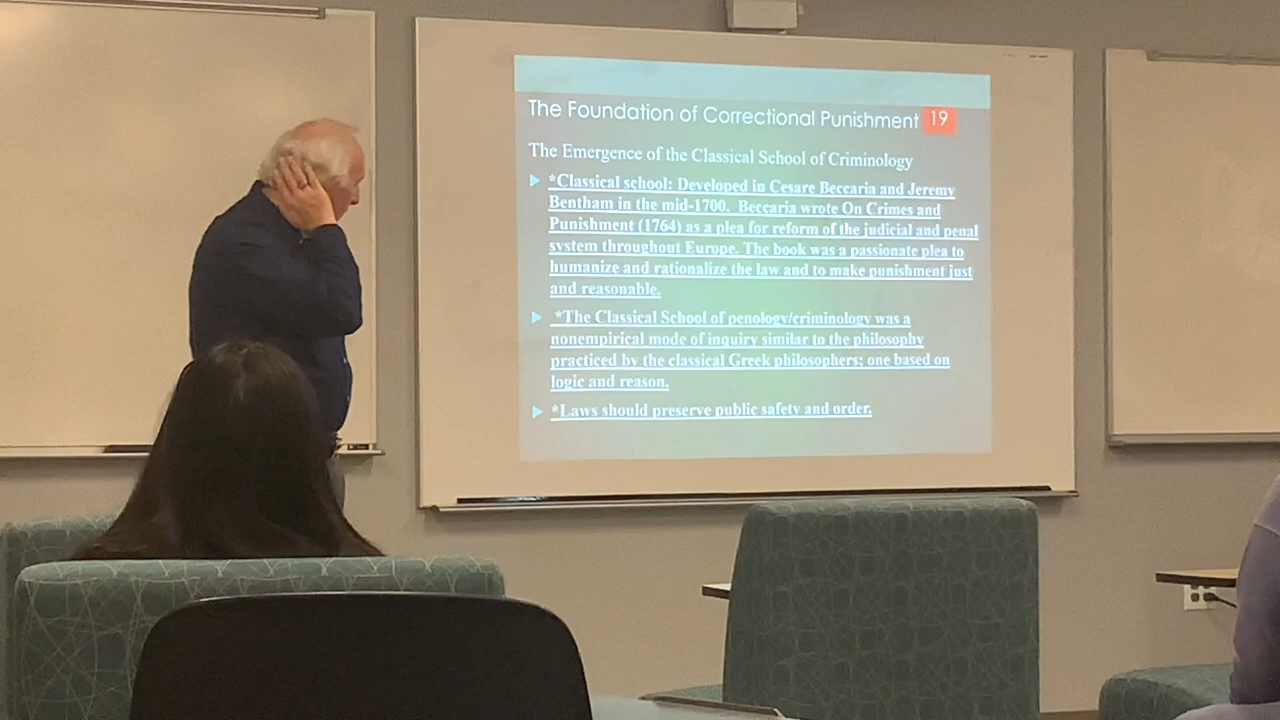 The Foundation of Correctional Punishment 19
The Emergence of the Classical School of Criminology
*Classical school: Developed in Cesare Beccaria and Jeremy
Bentham in the mid-1700. Beccaria wrote On Crimes and
Punishment (1764) as a plea for reform of the judicial and penal
system throughout Europe. The book was a passionate plea to
humanize and rationalize the law and to make punishment just
and reasonable.
*The Classical School of penology/criminology was a
nonempirical mode of inquiry similar to the philosophy
practiced by the classical Greek philosophers; one based on
logic and reason.
*Laws should preserve public safety and order.